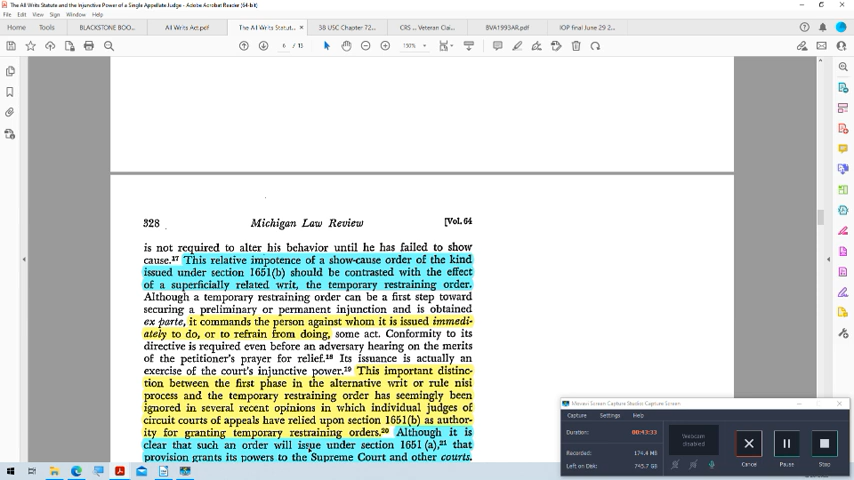 The All Writs Statute and the Injunctive Power of a Single Appellate Judge - Adobe Acrobat Reader (64-bit)
File Edit View Sign Window Help
Home Tools BLACKSTONE BOO... All Writs Act.pdf The All Writs Statut... 38 USC Chapter 72... CRS ... Veteran Clai... BVA1993AR.pdf IOP final June 29 2...
6 / 15 150%
328 Michigan Law Review [Vol. 64
is not required to alter his behavior until he has failed to show
cause.17 This relative impotence of a show-cause order of the kind
issued under section 1651(b) should be contrasted with the effect
of a superficially related writ, the temporary restraining order.
Although a temporary restraining order can be a first step toward
securing a preliminary or permanent injunction and is obtained
ex parte, it commands the person against whom it is issued immedi-
ately to do, or to refrain from doing, some act. Conformity to its
directive is required even before an adversary hearing on the merits
of the petitioner's prayer for relief.18 Its issuance is actually an
exercise of the court's injunctive power.19 This important distinc-
tion between the first phase in the alternative writ or rule nisi
process and the temporary restraining order has seemingly been
ignored in several recent opinions in which individual judges of
circuit courts of appeals have relied upon section 1651(b) as author-
ity for granting temporary restraining orders.20 Although it is
clear that such an order will issue under section 1651(a),21 that
provision grants its powers to the Supreme Court and other courts.
Movavi Screen Capture Studio Capture Screen
Capture Settings Help
Duration: 00:43:33
Recorded: 174.4 MB
Left on Disk: 745.7 GB
Webcam
disabled
Cancel Pause Stop